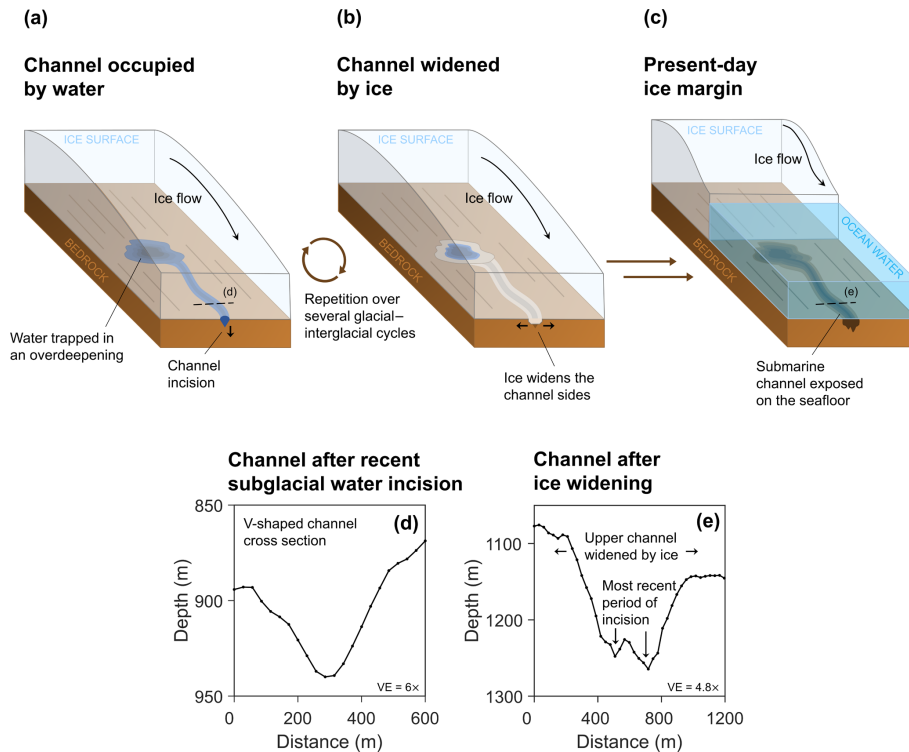 (a)
Channel occupied
by water
ICE SURFACE
Ice flow
BEDROCK
(d)
Water trapped in
an overdeepening
Channel
incision
Repetition over
several glacial–
interglacial cycles
(b)
Channel widened
by ice
ICE SURFACE
Ice flow
BEDROCK
Ice widens the
channel sides
(c)
Present-day
ice margin
ICE SURFACE
Ice flow
BEDROCK
OCEAN WATER
(e)
Submarine
channel exposed
on the seafloor
Channel after recent
subglacial water incision
(d)
V-shaped channel
cross section
Depth (m)
850
900
950
VE = 6×
0 200 400 600
Distance (m)
Channel after
ice widening
(e)
Upper channel
widened by ice
Most recent
period of
incision
Depth (m)
1100
1200
1300
VE = 4.8×
0 400 800 1200
Distance (m)